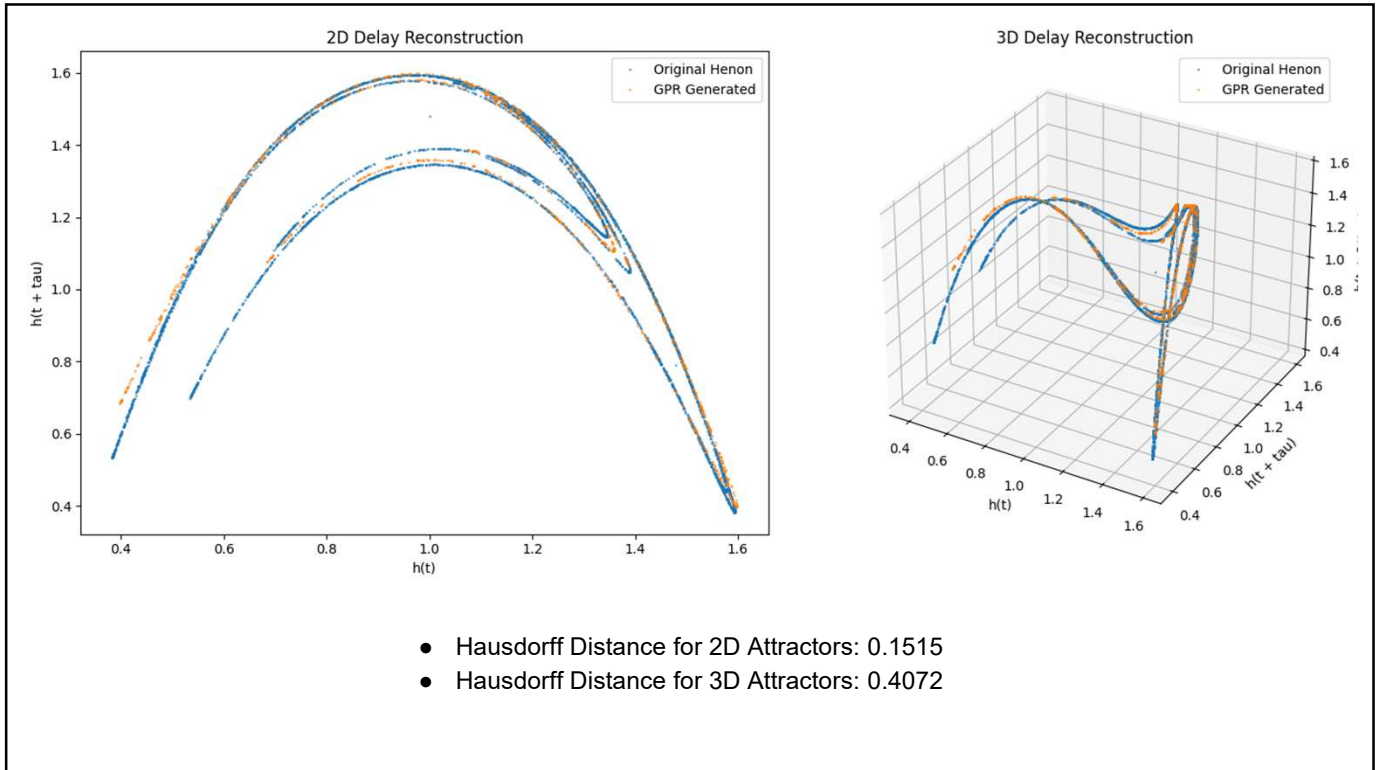 2D Delay Reconstruction
Original Henon
GPR Generated
1.6
1.4
1.2
1.0
0.8
0.6
0.4
h(t + tau)
0.4 0.6 0.8 1.0 1.2 1.4 1.6
h(t)
3D Delay Reconstruction
Original Henon
GPR Generated
1.6
1.4
1.2
1.0
0.8
0.6
0.4
1.6
1.4
1.2
1.0
0.8
0.6
0.4
h(t + tau)
0.4 0.6 0.8 1.0 1.2 1.4 1.6
h(t)
● Hausdorff Distance for 2D Attractors: 0.1515
● Hausdorff Distance for 3D Attractors: 0.4072